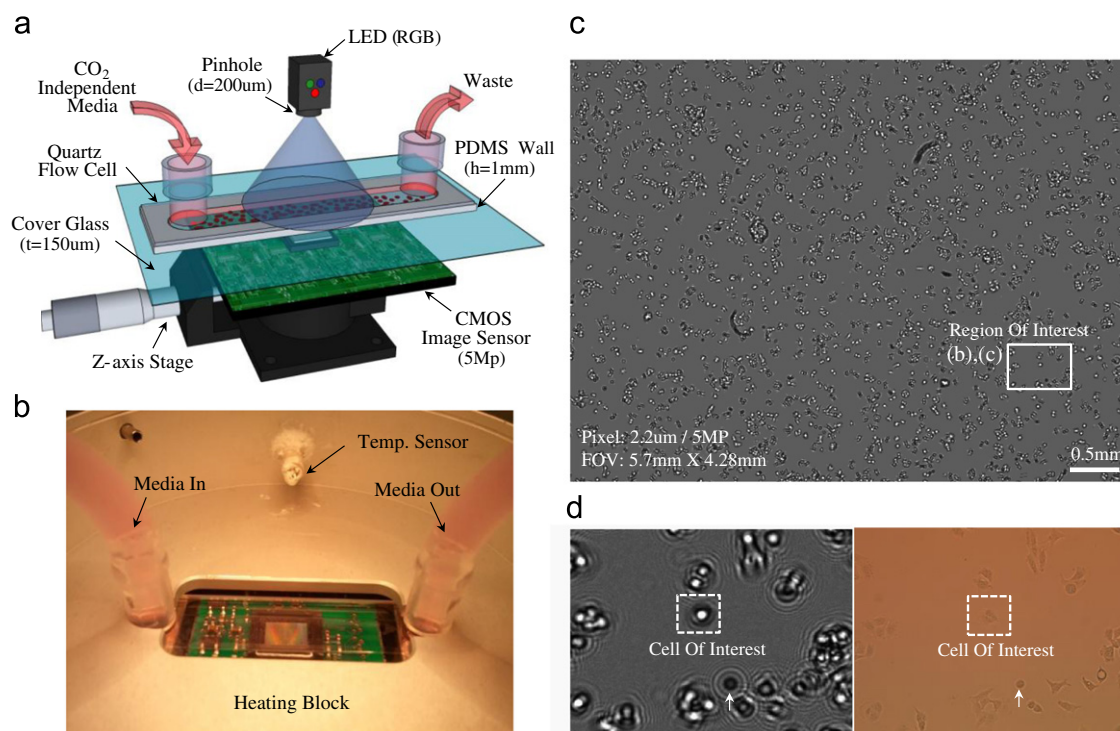 a
LED (RGB)
Pinhole
(d=200um)
CO2
Independent
Media
Waste
Quartz
Flow Cell
PDMS Wall
(h=1mm)
Cover Glass
(t=150um)
CMOS
Image Sensor
(5Mp)
Z-axis Stage
b
Temp. Sensor
Media In
Media Out
Heating Block
c
Region Of Interest
(b),(c)
Pixel: 2.2um / 5MP
FOV: 5.7mm X 4.28mm
0.5mm
d
Cell Of Interest
Cell Of Interest